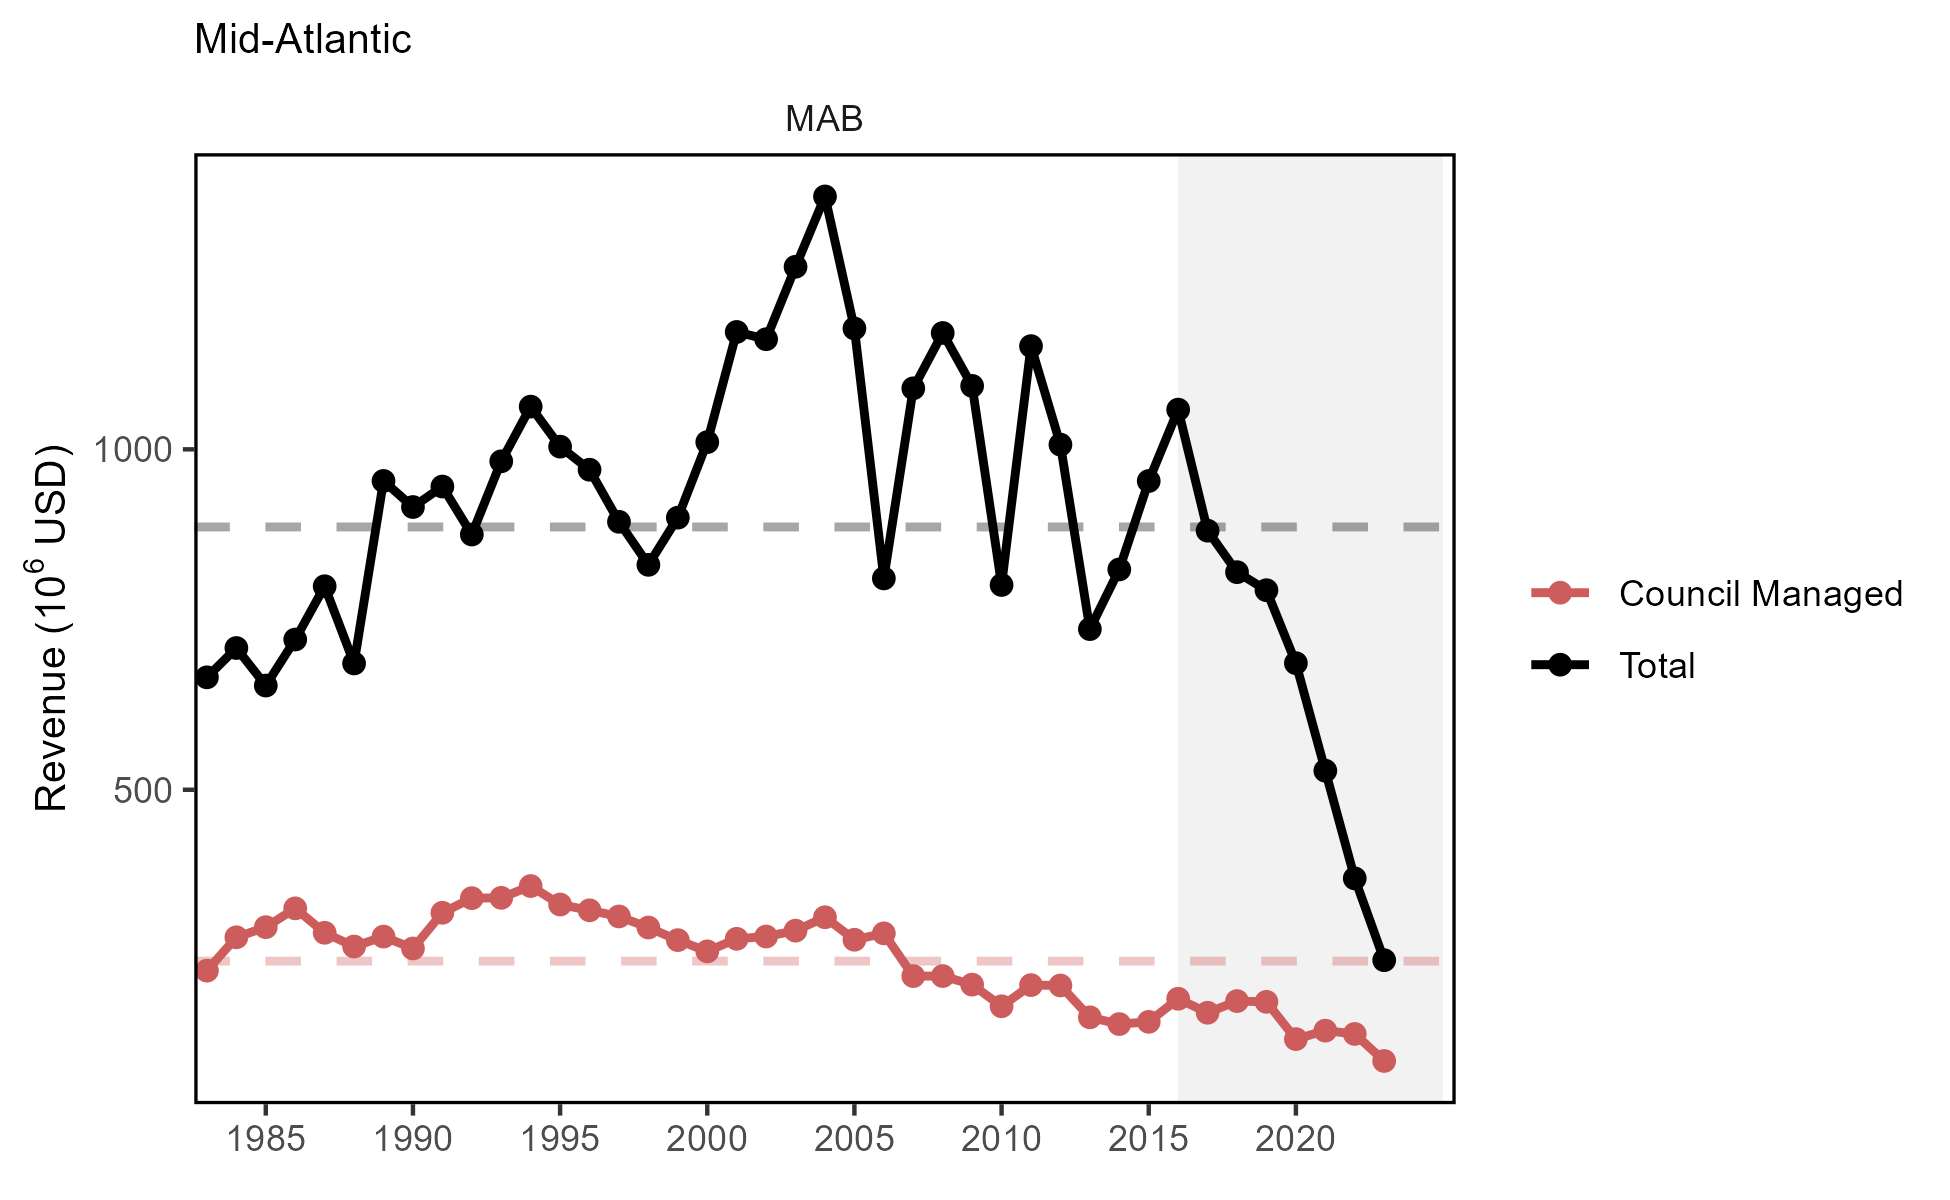 Mid-Atlantic
MAB
Revenue (10⁶ USD)
1000
500
1985 1990 1995 2000 2005 2010 2015 2020
Council Managed
Total